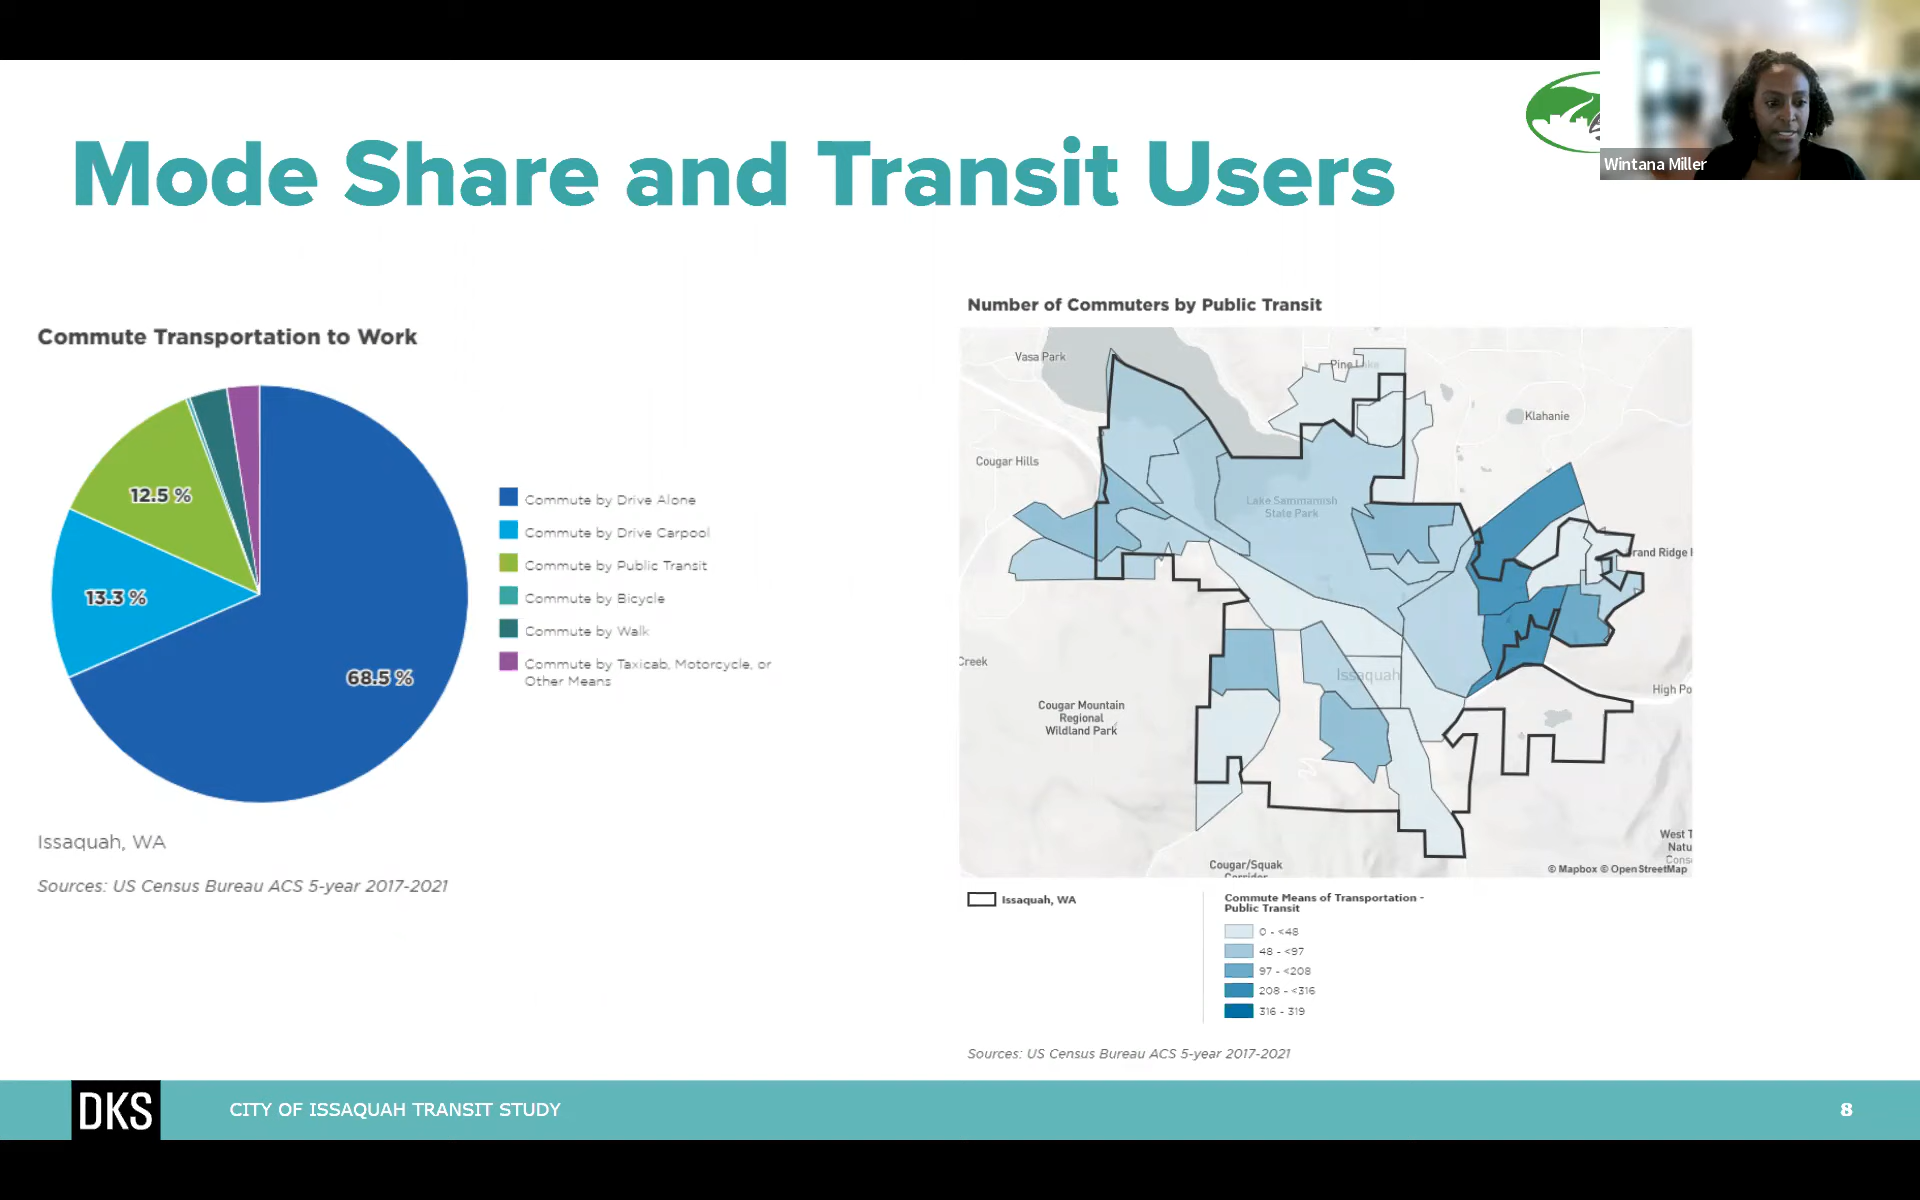 Wintana Miller
Mode Share and Transit Users
Commute Transportation to Work
12.5 %
13.3 %
68.5 %
Commute by Drive Alone
Commute by Drive Carpool
Commute by Public Transit
Commute by Bicycle
Commute by Walk
Commute by Taxicab, Motorcycle, or
Other Means
Issaquah, WA
Sources: US Census Bureau ACS 5-year 2017-2021
Number of Commuters by Public Transit
Vasa Park
Pine Lake
Klahanie
Cougar Hills
Lake Sammamish
State Park
rand Ridge
Creek
Issaquah
High Po
Cougar Mountain
Regional
Wildland Park
West T
Natu
Cons
Cougar/Squak
Corridor
© Mapbox © OpenStreetMap
Issaquah, WA
Commute Means of Transportation -
Public Transit
0 - <48
48 - <97
97 - <208
208 - <316
316 - 319
Sources: US Census Bureau ACS 5-year 2017-2021
DKS
CITY OF ISSAQUAH TRANSIT STUDY
8